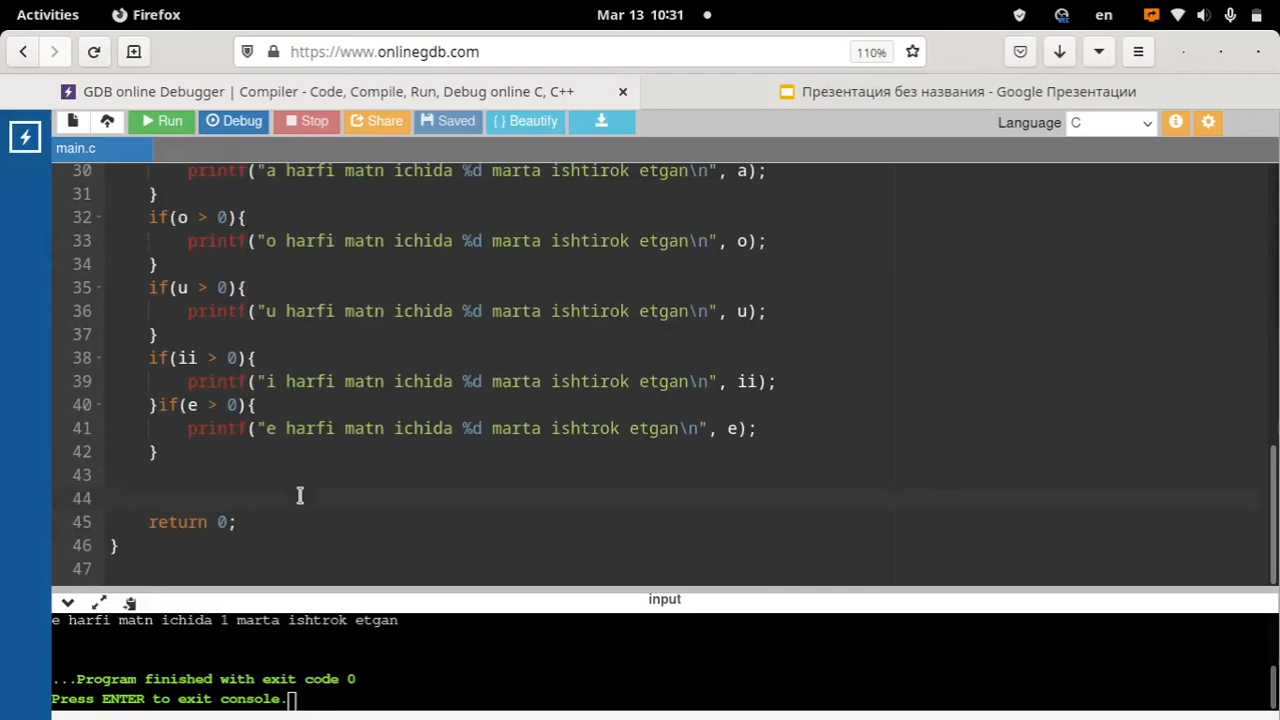 Activities Firefox Mar 13 10:31 en
https://www.onlinegdb.com 110%
GDB online Debugger | Compiler - Code, Compile, Run, Debug online C, C++ Презентация без названия - Google Презентации
Run Debug Stop Share Saved { } Beautify Language C
main.c
30 printf("a harfi matn ichida %d marta ishtirok etgan\n", a);
31 }
32 if(o > 0){
33 printf("o harfi matn ichida %d marta ishtirok etgan\n", o);
34 }
35 if(u > 0){
36 printf("u harfi matn ichida %d marta ishtirok etgan\n", u);
37 }
38 if(ii > 0){
39 printf("i harfi matn ichida %d marta ishtirok etgan\n", ii);
40 }if(e > 0){
41 printf("e harfi matn ichida %d marta ishtrok etgan\n", e);
42 }
43
44
45 return 0;
46 }
47
input
e harfi matn ichida 1 marta ishtrok etgan
...Program finished with exit code 0
Press ENTER to exit console.